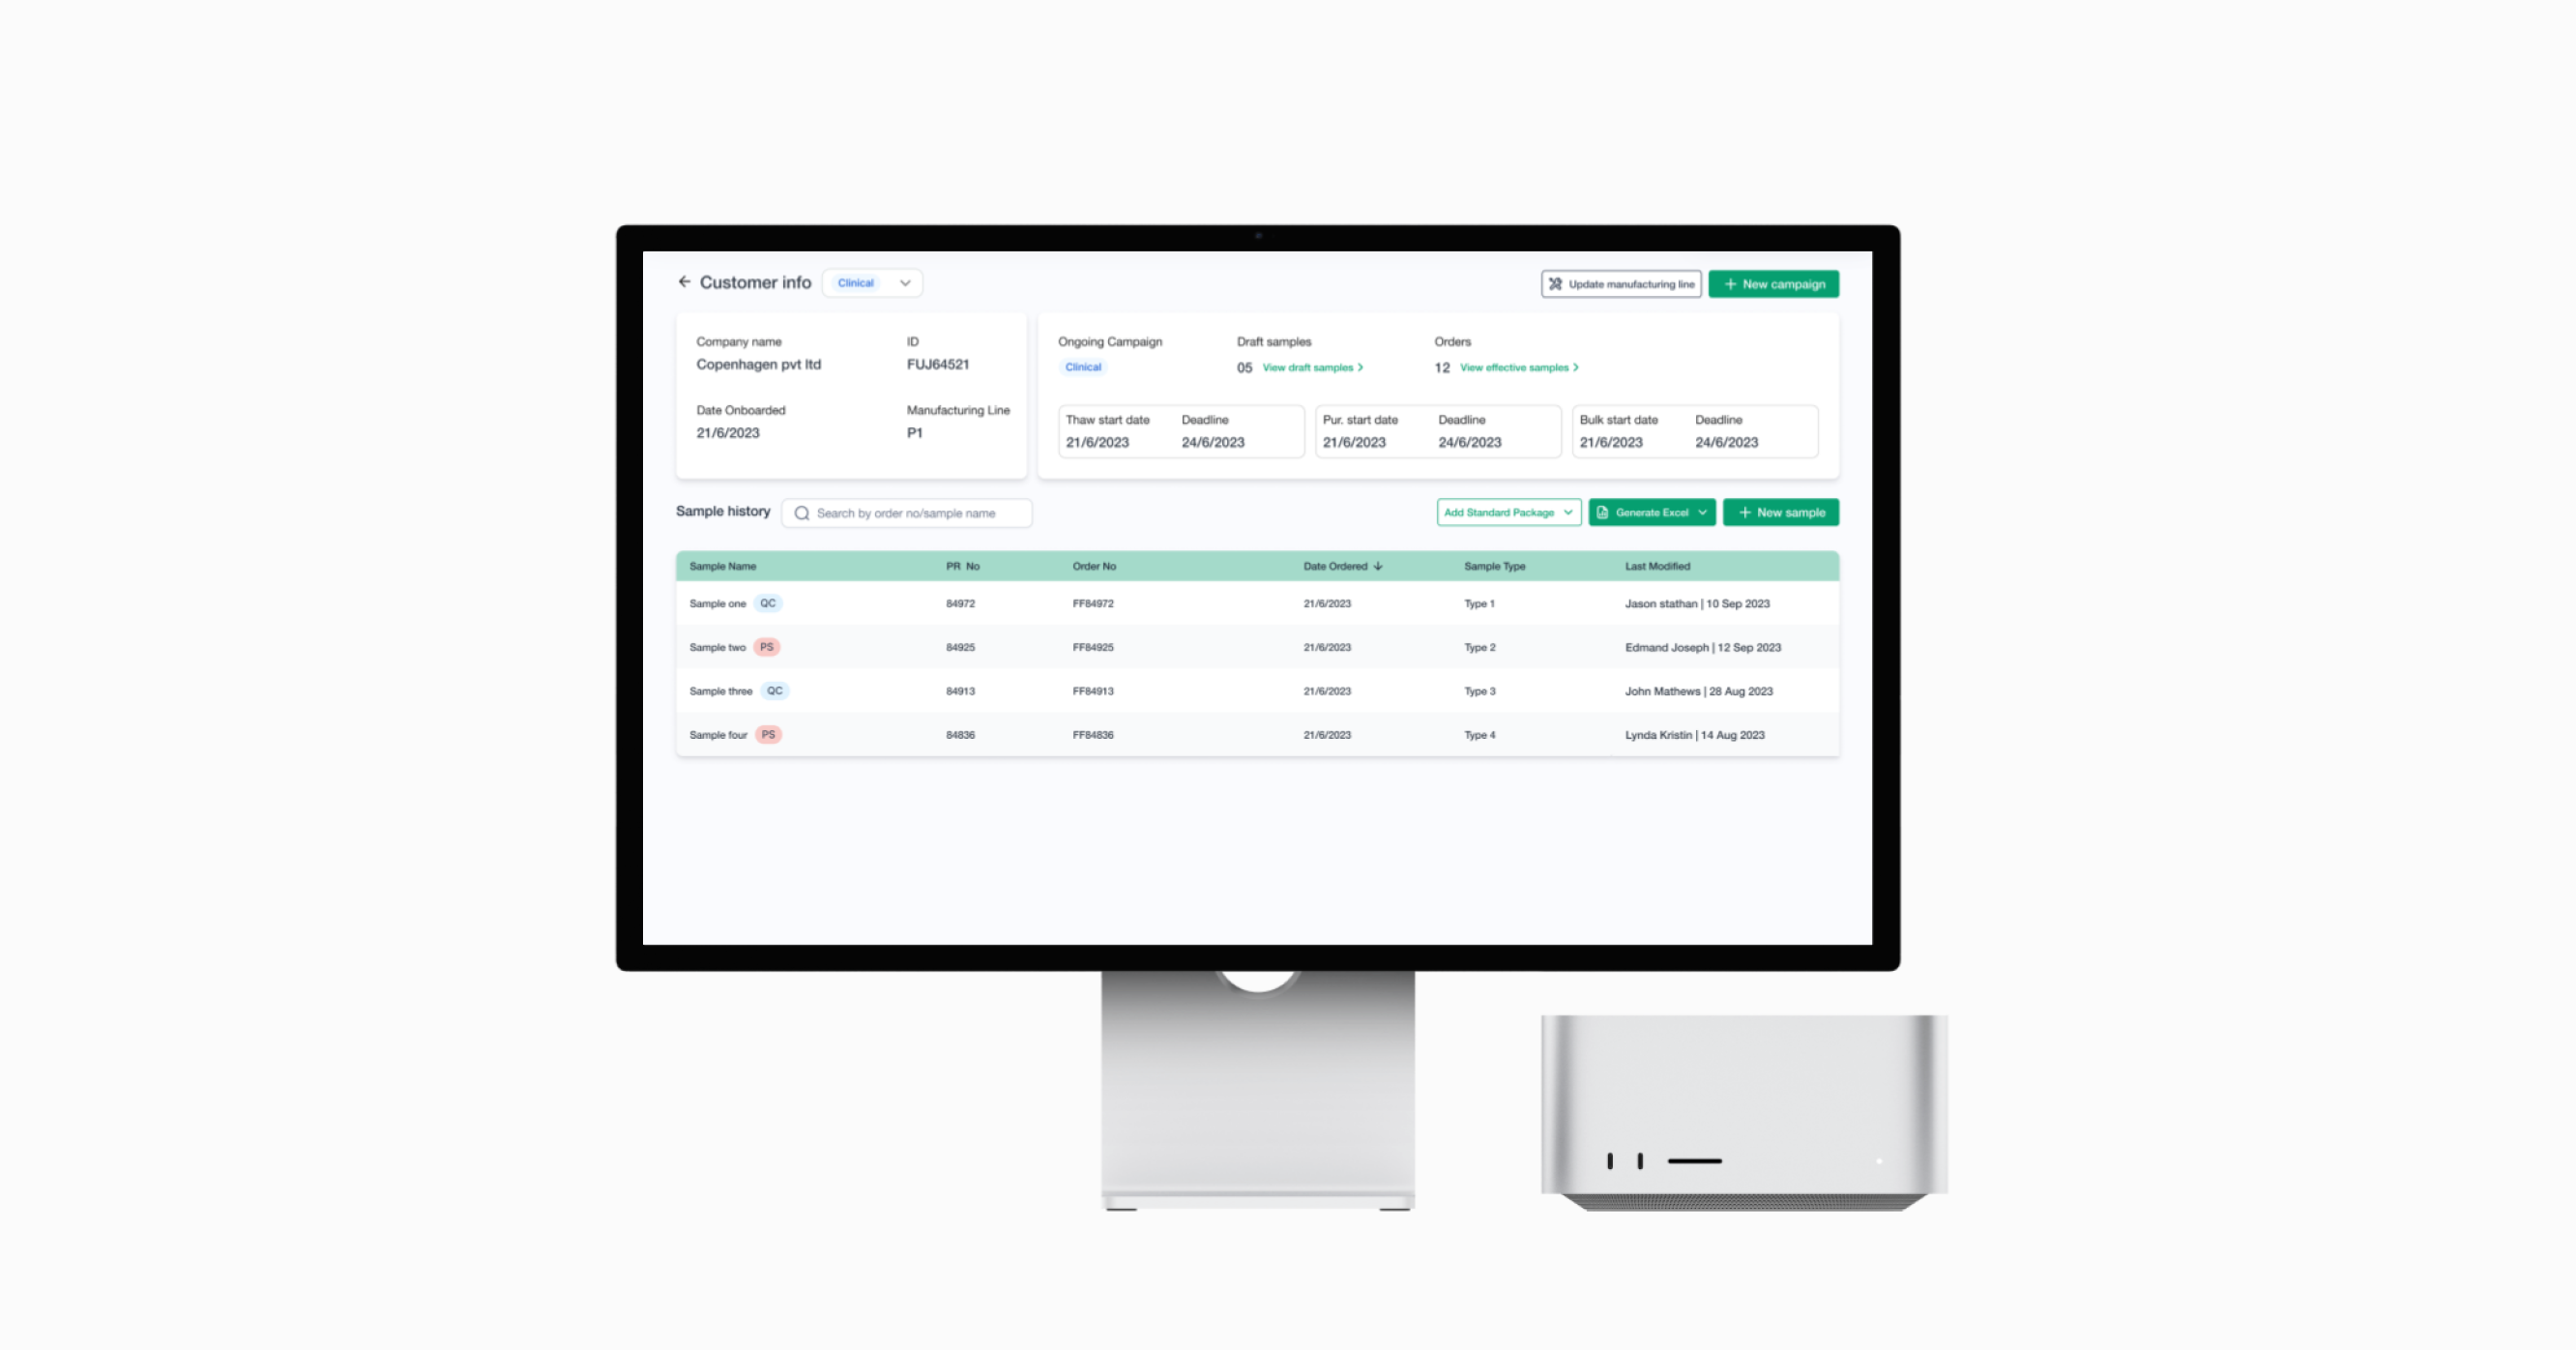 Customer info Clinical
Update manufacturing line New campaign
Company name ID
Copenhagen pvt ltd FUJ64521
Date Onboarded Manufacturing Line
21/6/2023 P1
Ongoing Campaign Draft samples Orders
Clinical 05 View draft samples 12 View effective samples
Thaw start date Deadline Pur. start date Deadline Bulk start date Deadline
21/6/2023 24/6/2023 21/6/2023 24/6/2023 21/6/2023 24/6/2023
Sample history Search by order no/sample name Add Standard Package Generate Excel New sample
Sample Name PR No Order No Date Ordered Sample Type Last Modified
Sample one QC 84972 FF84972 21/6/2023 Type 1 Jason stathan | 10 Sep 2023
Sample two PS 84925 FF84925 21/6/2023 Type 2 Edmand Joseph | 12 Sep 2023
Sample three QC 84913 FF84913 21/6/2023 Type 3 John Mathews | 28 Aug 2023
Sample four PS 84836 FF84836 21/6/2023 Type 4 Lynda Kristin | 14 Aug 2023